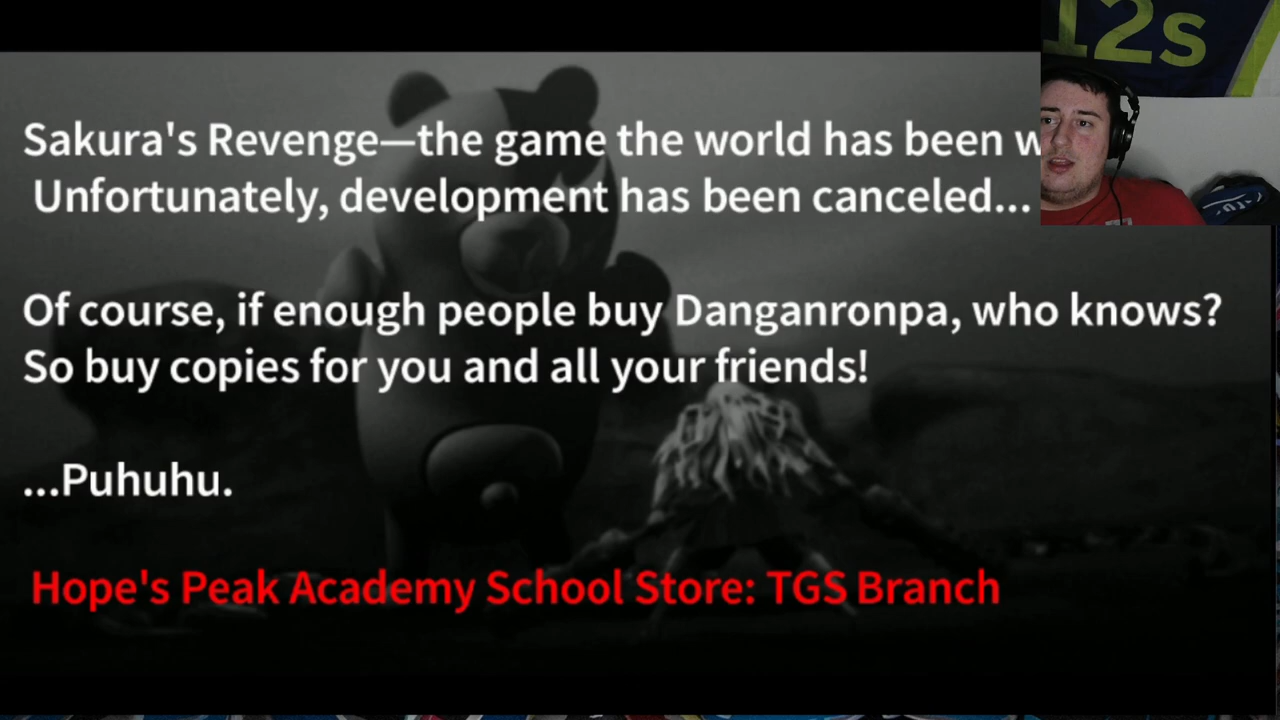 12s
Sakura's Revenge—the game the world has been
Unfortunately, development has been canceled...
Of course, if enough people buy Danganronpa, who knows?
So buy copies for you and all your friends!
...Puhuhu.
Hope's Peak Academy School Store: TGS Branch